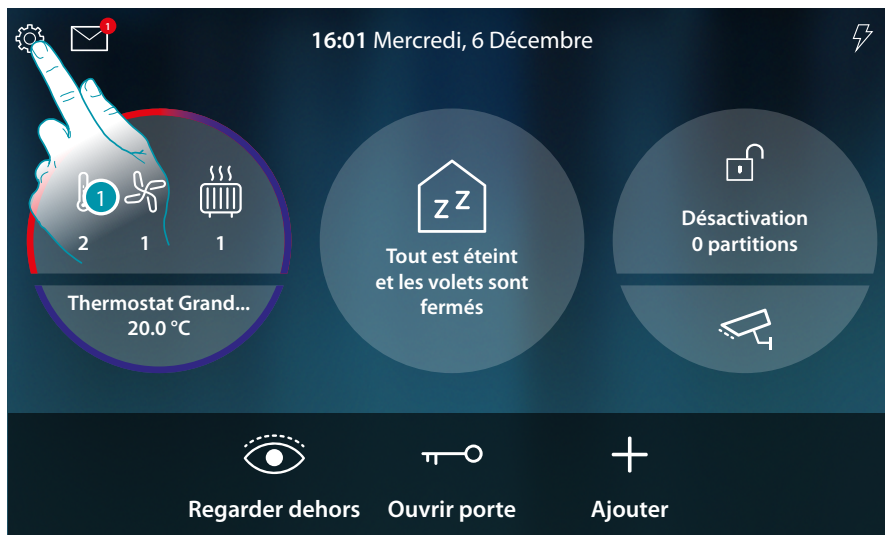 1
16:01 Mercredi, 6 Décembre
1
2 1 1
Thermostat Grand...
20.0 °C
z Z
Tout est éteint
et les volets sont
fermés
Désactivation
0 partitions
Regarder dehors Ouvrir porte Ajouter